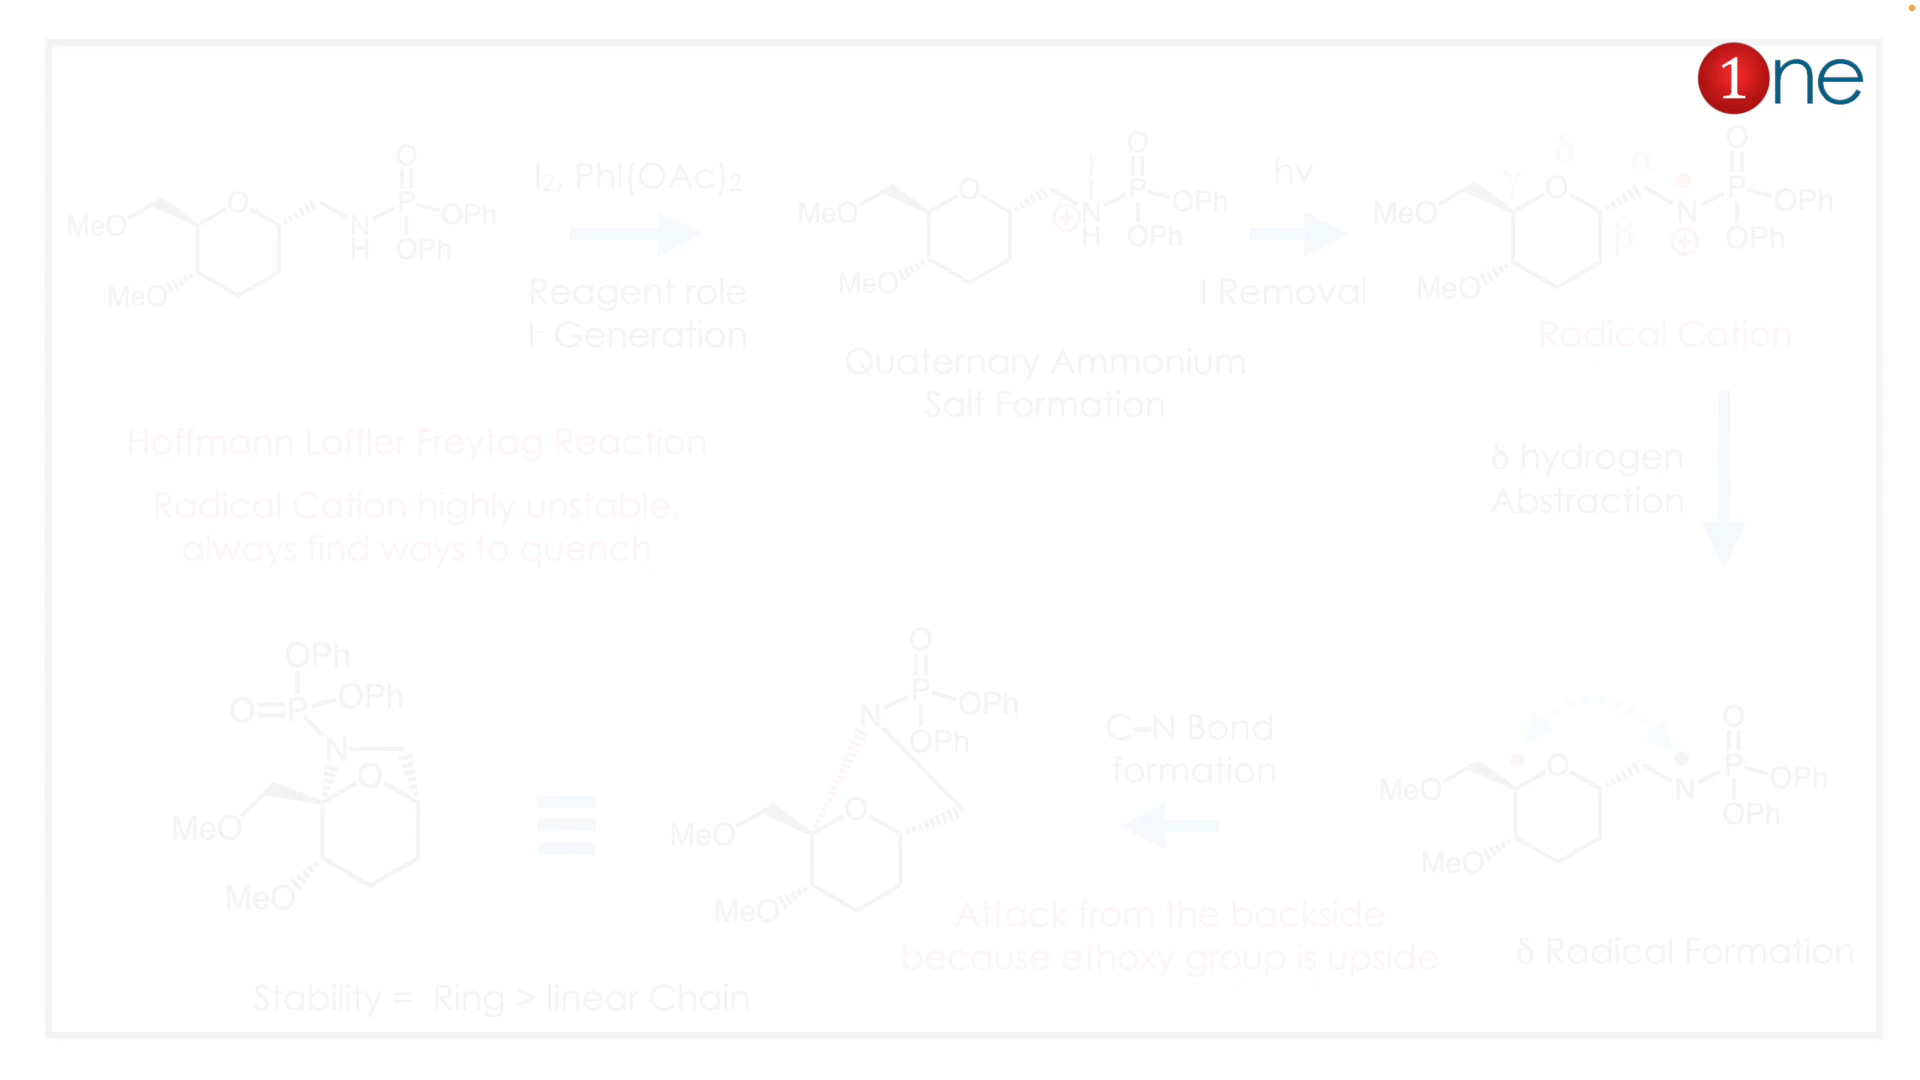 1ne
O
O
O
δ
α
I
I₂, PhI(OAc)₂
hν
γ
O
P
OPh
MeO
N
H
OPh
MeO
O
P
OPh
MeO
⊕
N
H
OPh
MeO
O
P
OPh
MeO
N
⊕
β
OPh
MeO
Reagent role
I⁻ Generation
I Removal
Radical Cation
Quaternary Ammonium
Salt Formation
Hoffmann Loffler Freytag Reaction
δ hydrogen
Abstraction
Radical Cation highly unstable,
always find ways to quench
OPh
O
P
OPh
N
O
MeO
MeO
O
P
OPh
N
OPh
O
MeO
MeO
C–N Bond
formation
O
P
OPh
O
N
OPh
MeO
MeO
Attack from the backside
because ethoxy group is upside
δ Radical Formation
Stability = Ring > linear Chain